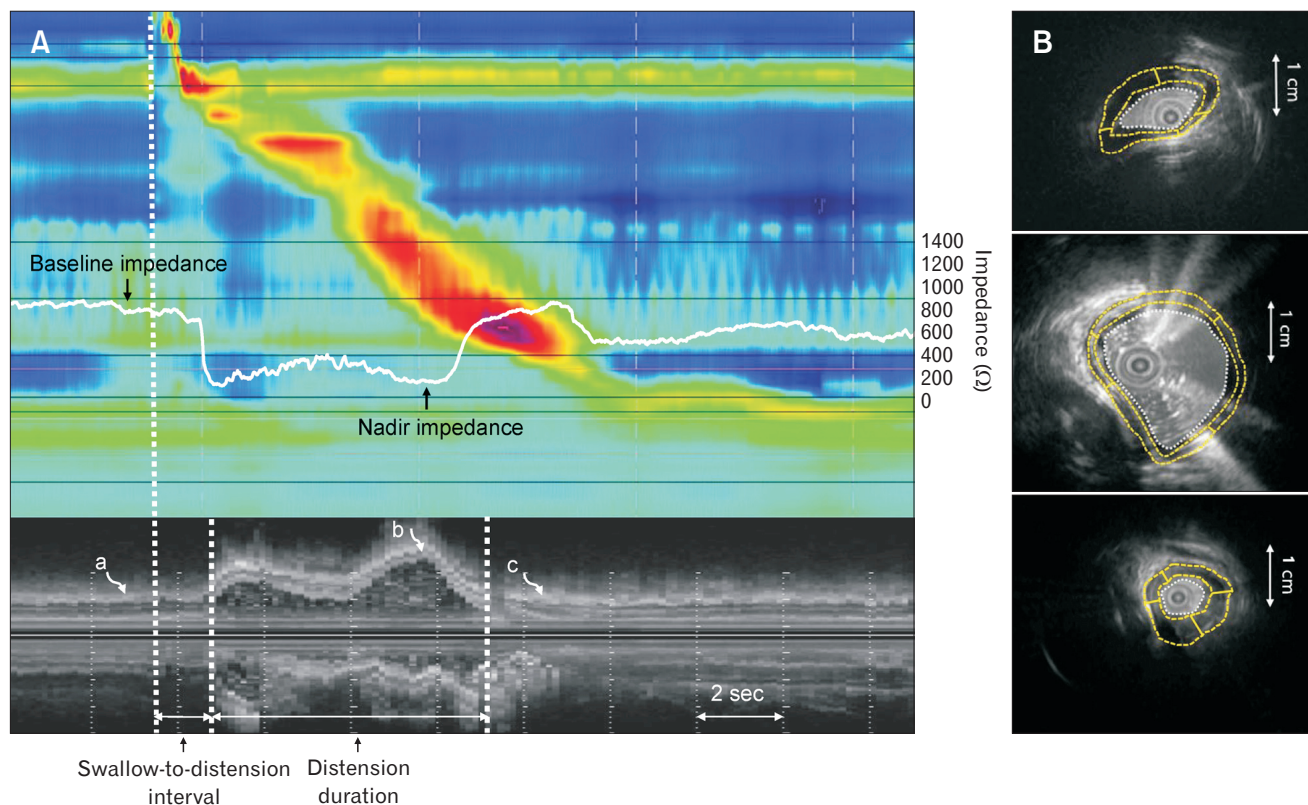 A
Baseline impedance
Nadir impedance
1400
1200
1000
800
600
400
200
0
Impedance (Ω)
a
b
c
2 sec
Swallow-to-distension
interval
Distension
duration
B
1 cm
1 cm
1 cm